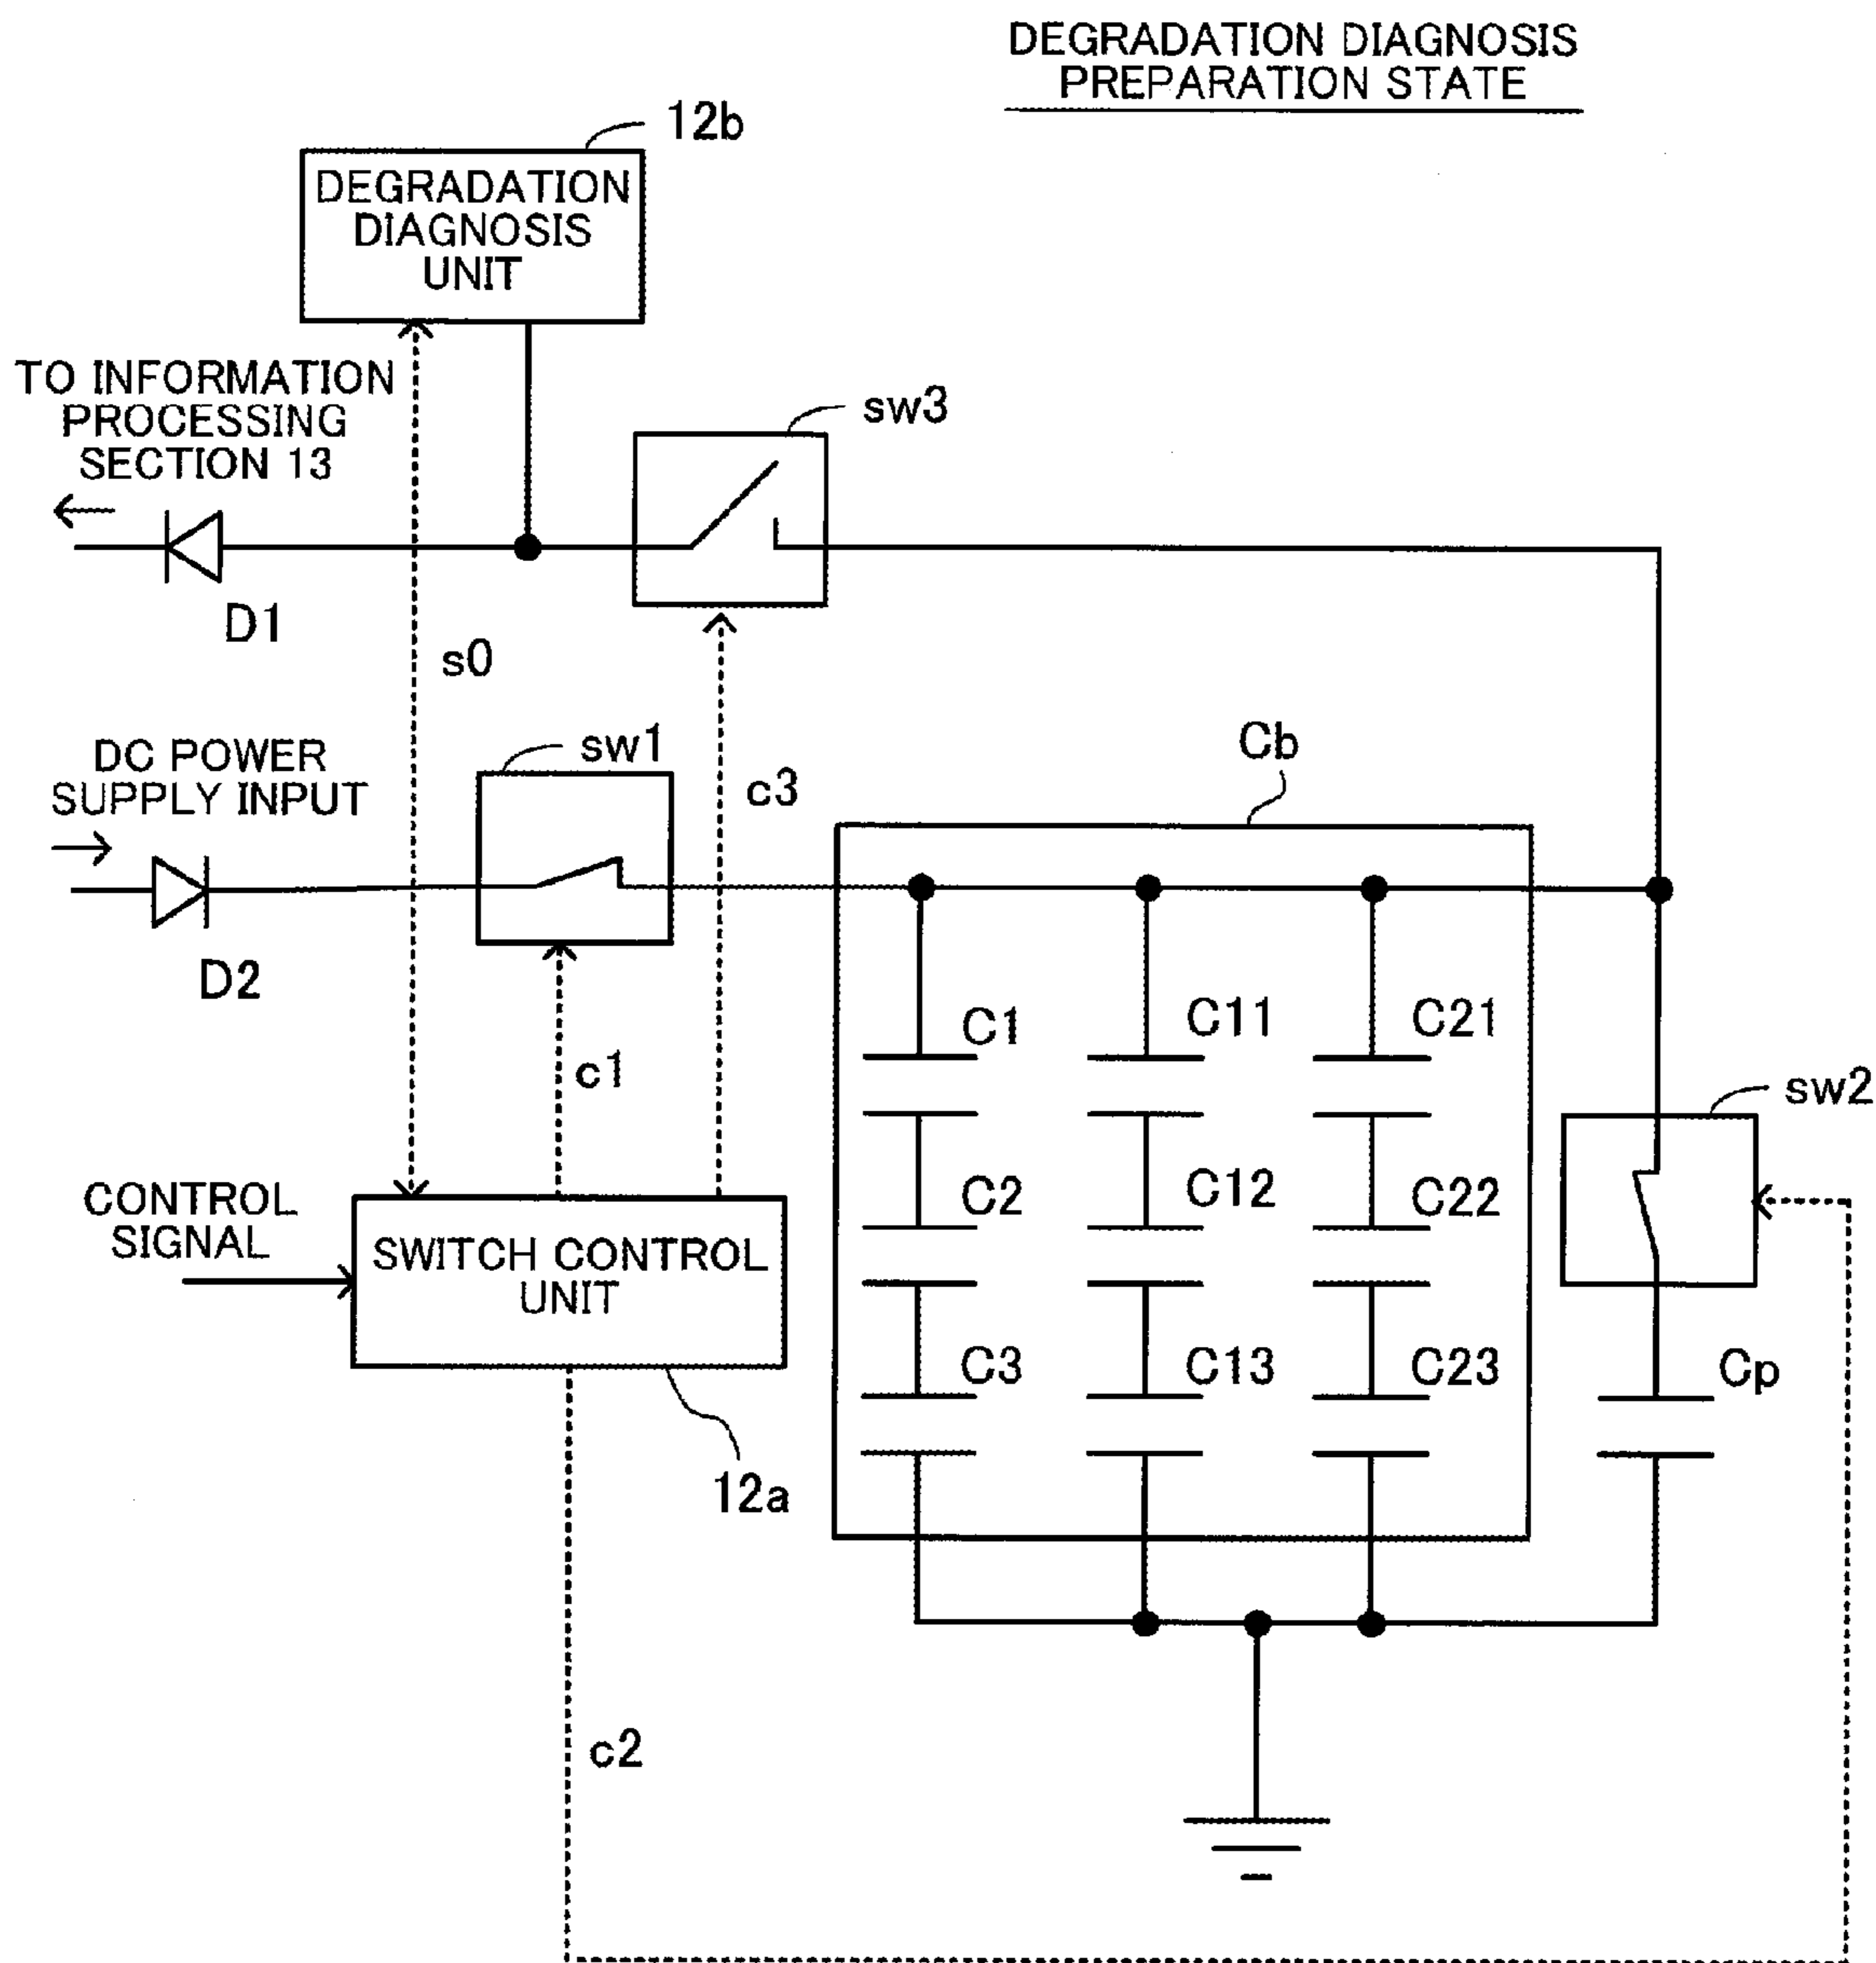 DEGRADATION DIAGNOSIS
PREPARATION STATE
12b
DEGRADATION
DIAGNOSIS
UNIT
TO INFORMATION
PROCESSING
SECTION 13
sw3
D1
s0
DC POWER
SUPPLY INPUT
sw1
c3
Cb
D2
C1
C11
C21
c1
sw2
CONTROL
SIGNAL
C2
C12
C22
SWITCH CONTROL
UNIT
C3
C13
C23
Cp
12a
c2